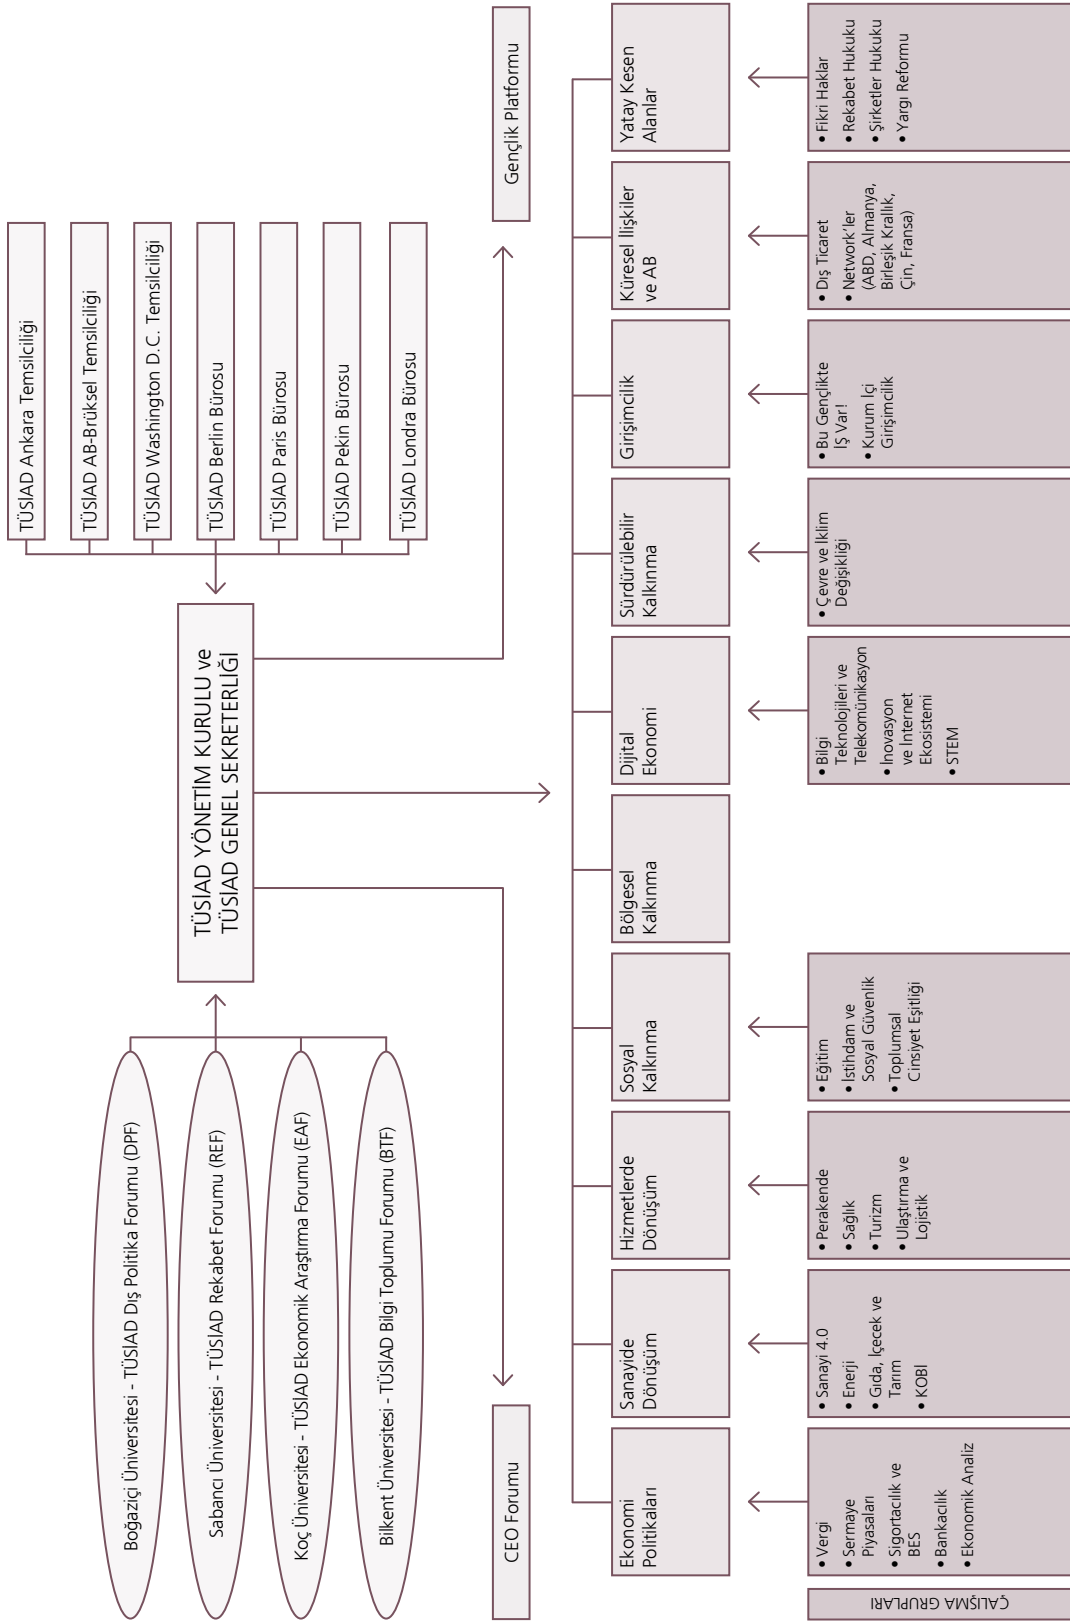 Boğaziçi Üniversitesi - TÜSİAD Dış Politika Forumu (DPF)
Sabancı Üniversitesi - TÜSİAD Rekabet Forumu (REF)
Koç Üniversitesi - TÜSİAD Ekonomik Araştırma Forumu (EAF)
Bilkent Üniversitesi - TÜSİAD Bilgi Toplumu Forumu (BTF)
TÜSİAD YÖNETİM KURULU ve
TÜSİAD GENEL SEKRETERLİĞİ
TÜSİAD Ankara Temsilciliği
TÜSİAD AB-Brüksel Temsilciliği
TÜSİAD Washington D.C. Temsilciliği
TÜSİAD Berlin Bürosu
TÜSİAD Paris Bürosu
TÜSİAD Pekin Bürosu
TÜSİAD Londra Bürosu
CEO Forumu
Gençlik Platformu
Ekonomi
Politikaları
Sanayide
Dönüşüm
Hizmetlerde
Dönüşüm
Sosyal
Kalkınma
Bölgesel
Kalkınma
Dijital
Ekonomi
Sürdürülebilir
Kalkınma
Girişimcilik
Küresel İlişkiler
ve AB
Yatay Kesen
Alanlar
ÇALIŞMA GRUPLARI
• Vergi
• Sermaye
Piyasaları
• Sigortacılık ve
BES
• Bankacılık
• Ekonomik Analiz
• Sanayi 4.0
• Enerji
• Gıda, İçecek ve
Tarım
• KOBİ
• Perakende
• Sağlık
• Turizm
• Ulaştırma ve
Lojistik
• Eğitim
• İstihdam ve
Sosyal Güvenlik
• Toplumsal
Cinsiyet Eşitliği
• Bilgi
Teknolojileri ve
Telekomünikasyon
• İnovasyon
ve İnternet
Ekosistemi
• STEM
• Çevre ve İklim
Değişikliği
• Bu Gençlikte
İŞ Var!
• Kurum İçi
Girişimcilik
• Dış Ticaret
• Network'ler
(ABD, Almanya,
Birleşik Krallık,
Çin, Fransa)
• Fikri Haklar
• Rekabet Hukuku
• Şirketler Hukuku
• Yargı Reformu